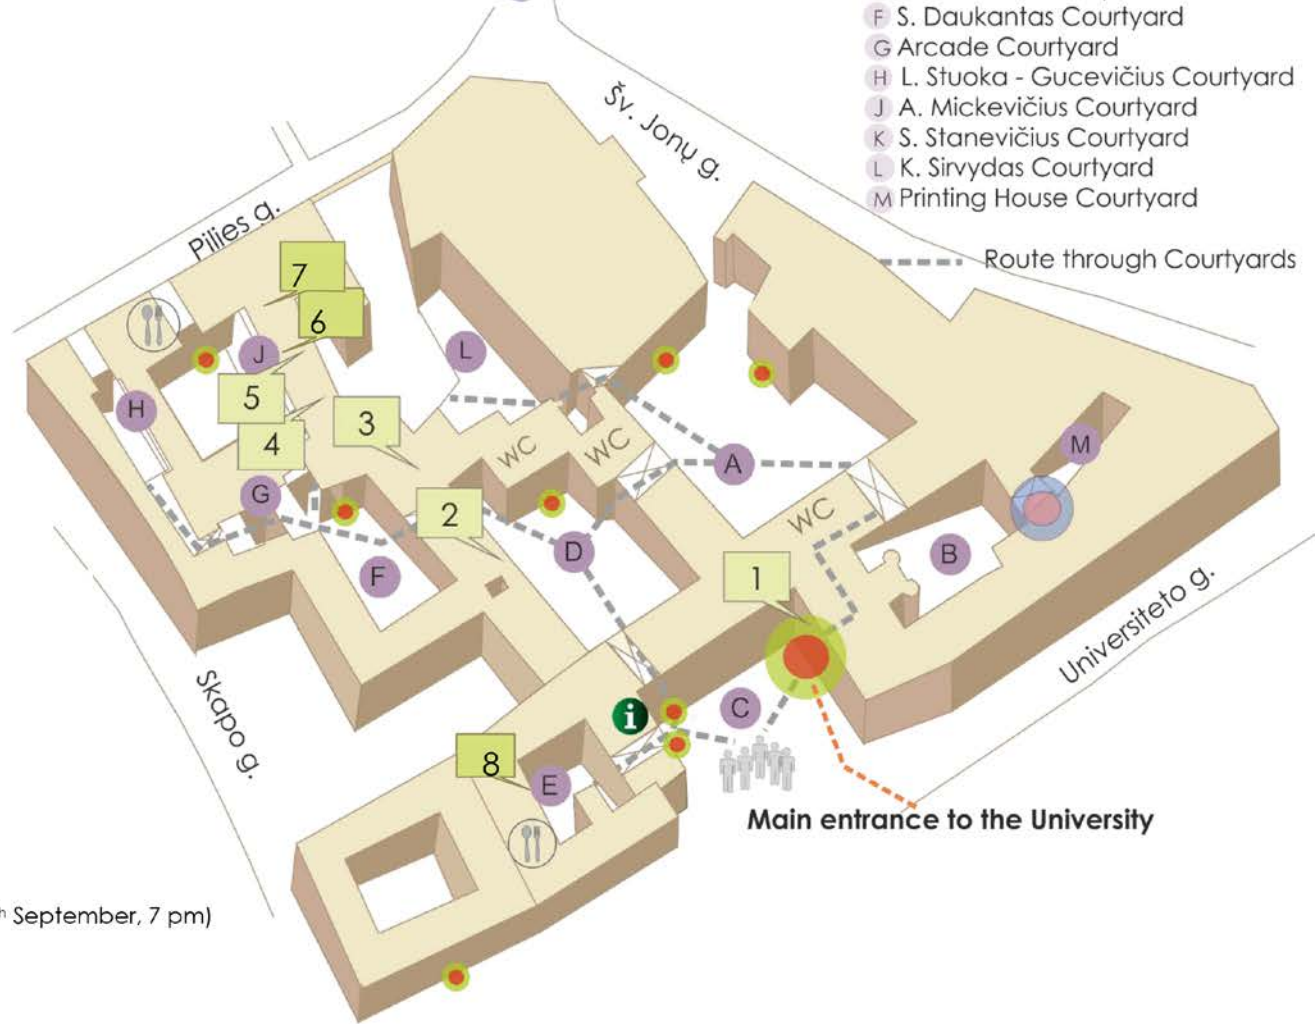 F S. Daukantas Courtyard
G Arcade Courtyard
H L. Stuoka - Gucevičius Courtyard
J A. Mickevičius Courtyard
K S. Stanevičius Courtyard
L K. Sirvydas Courtyard
M Printing House Courtyard
Route through Courtyards
Šv. Jonų g.
Pilies g.
7
6
J
L
5
H
3
4
WC
WC
A
M
G
2
WC
D
B
F
1
Universiteto g.
Skapo g.
i
C
8
E
Main entrance to the University
h September, 7 pm)